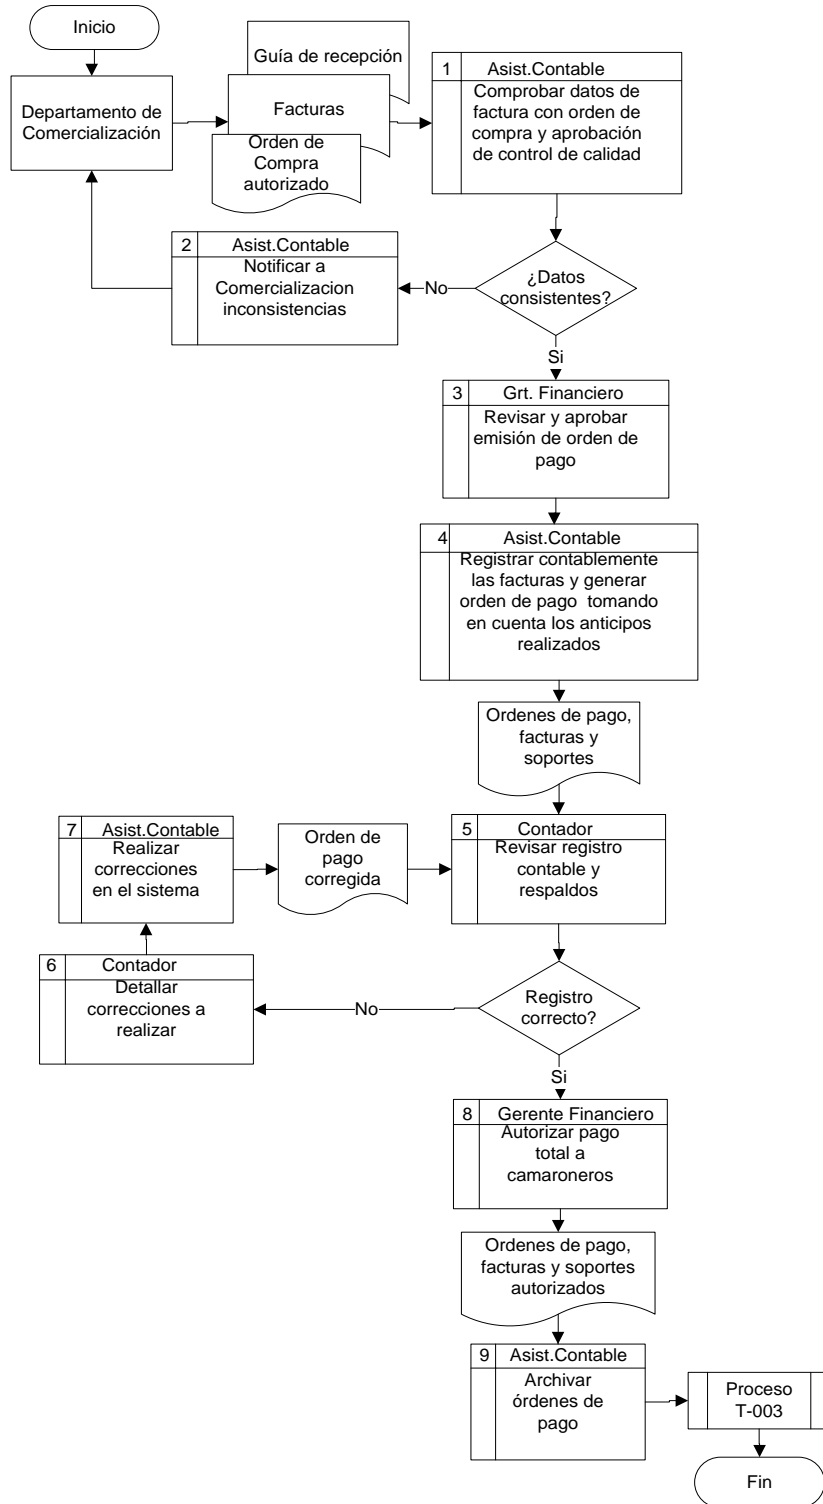 Inicio
Departamento de
Comercialización
Guía de recepción
Facturas
Orden de
Compra
autorizado
1 Asist.Contable
Comprobar datos de
factura con orden de
compra y aprobación
de control de calidad
¿Datos
consistentes?
No
2 Asist.Contable
Notificar a
Comercializacion
inconsistencias
Si
3 Grt. Financiero
Revisar y aprobar
emisión de orden de
pago
4 Asist.Contable
Registrar contablemente
las facturas y generar
orden de pago tomando
en cuenta los anticipos
realizados
Ordenes de pago,
facturas y
soportes
5 Contador
Revisar registro
contable y
respaldos
Registro
correcto?
No
6 Contador
Detallar
correcciones a
realizar
7 Asist.Contable
Realizar
correcciones
en el sistema
Orden de
pago
corregida
Si
8 Gerente Financiero
Autorizar pago
total a
camaroneros
Ordenes de pago,
facturas y soportes
autorizados
9 Asist.Contable
Archivar
órdenes de
pago
Proceso
T-003
Fin